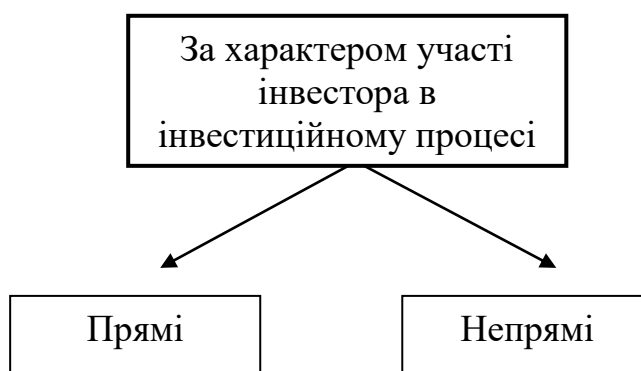 За характером участі
інвестора в
інвестиційному процесі
Прямі
Непрямі